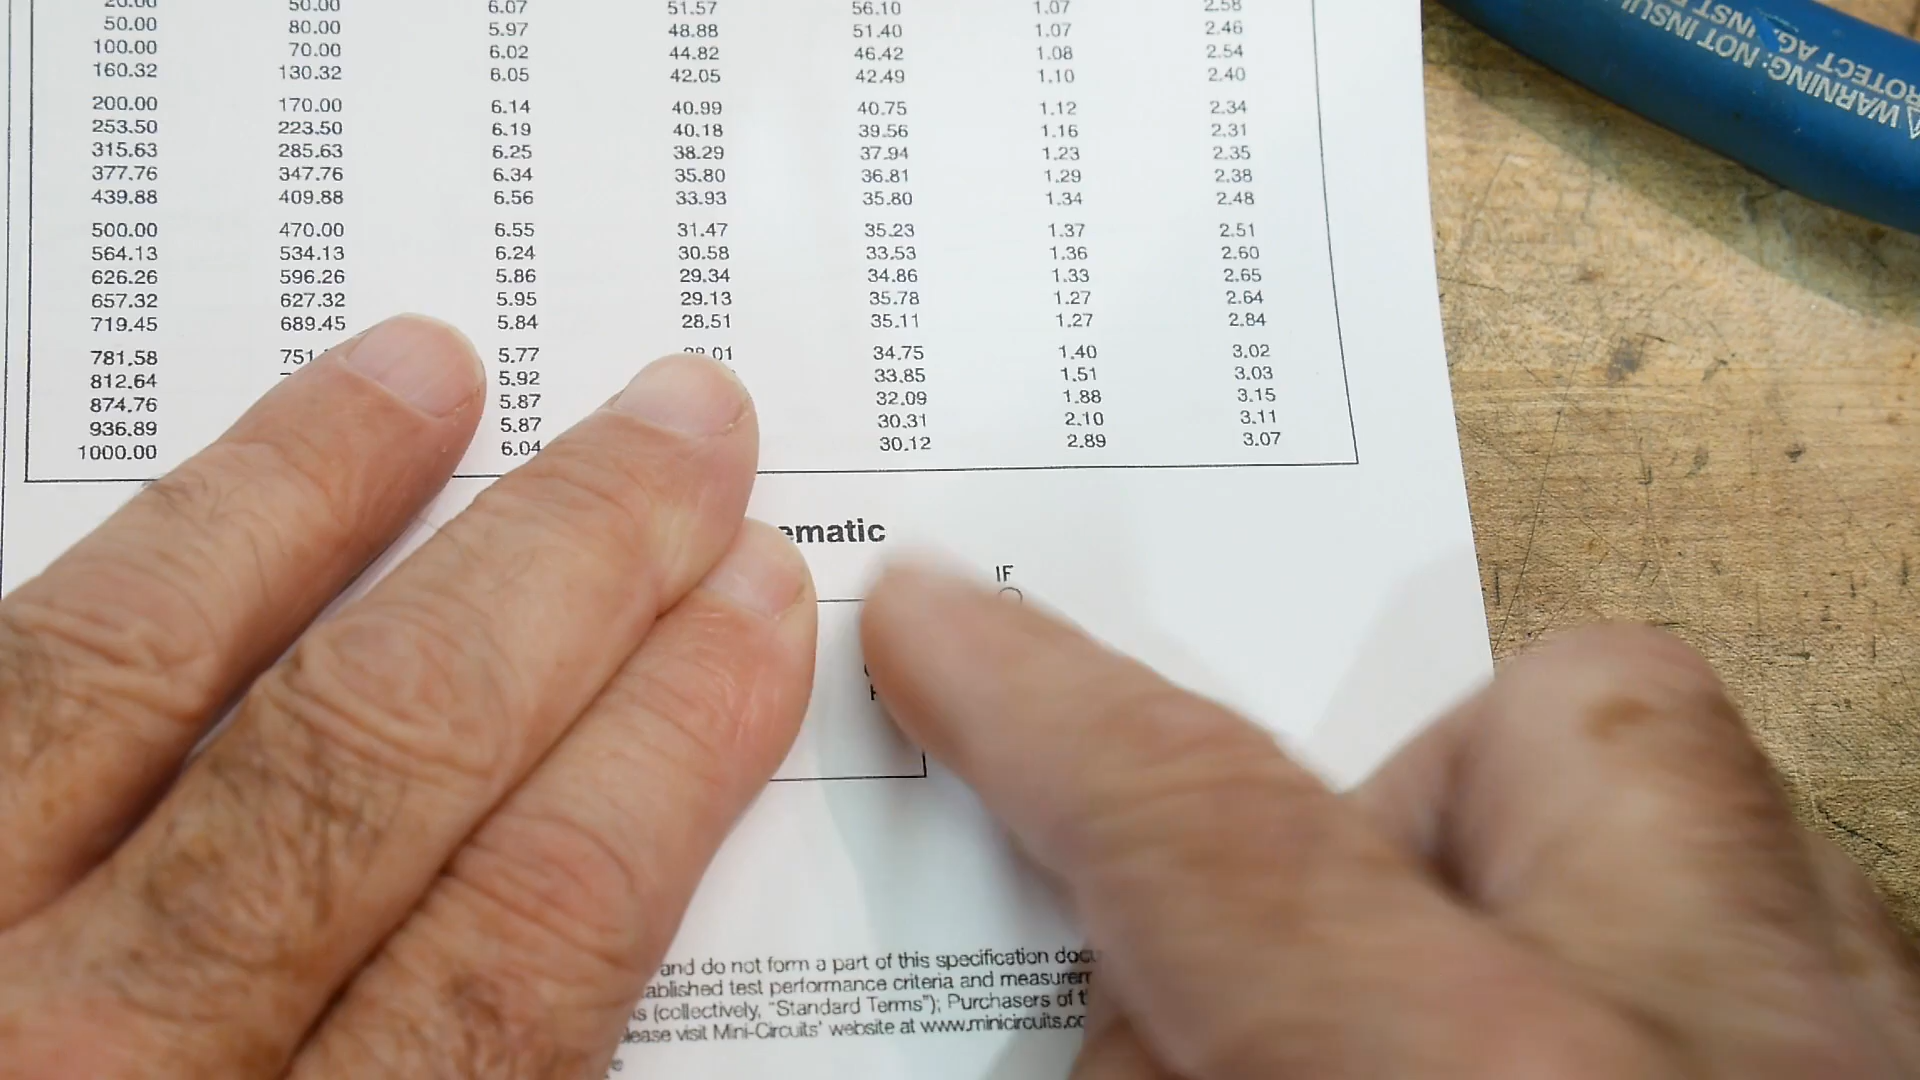 20.00 50.00 6.07 51.57 56.10 1.07 2.58
50.00 80.00 5.97 48.88 51.40 1.07 2.46
100.00 70.00 6.02 44.82 46.42 1.08 2.54
160.32 130.32 6.05 42.05 42.49 1.10 2.40
200.00 170.00 6.14 40.99 40.75 1.12 2.34
253.50 223.50 6.19 40.18 39.56 1.16 2.31
315.63 285.63 6.25 38.29 37.94 1.23 2.35
377.76 347.76 6.34 35.80 36.81 1.29 2.38
439.88 409.88 6.56 33.93 35.80 1.34 2.48
500.00 470.00 6.55 31.47 35.23 1.37 2.51
564.13 534.13 6.24 30.58 33.53 1.36 2.60
626.26 596.26 5.86 29.34 34.86 1.33 2.65
657.32 627.32 5.95 29.13 35.78 1.27 2.64
719.45 689.45 5.84 28.51 35.11 1.27 2.84
781.58 751. 5.77 .01 34.75 1.40 3.02
812.64 5.92 33.85 1.51 3.03
874.76 5.87 32.09 1.88 3.15
936.89 5.87 30.31 2.10 3.11
1000.00 6.04 30.12 2.89 3.07
ematic
IF
and do not form a part of this specification docu
ablished test performance criteria and measurem
s (collectively, "Standard Terms"); Purchasers of t
lease visit Mini-Circuits' website at www.minicircuits.co
WARNING: NOT INSU
ROTECT AGAINST E